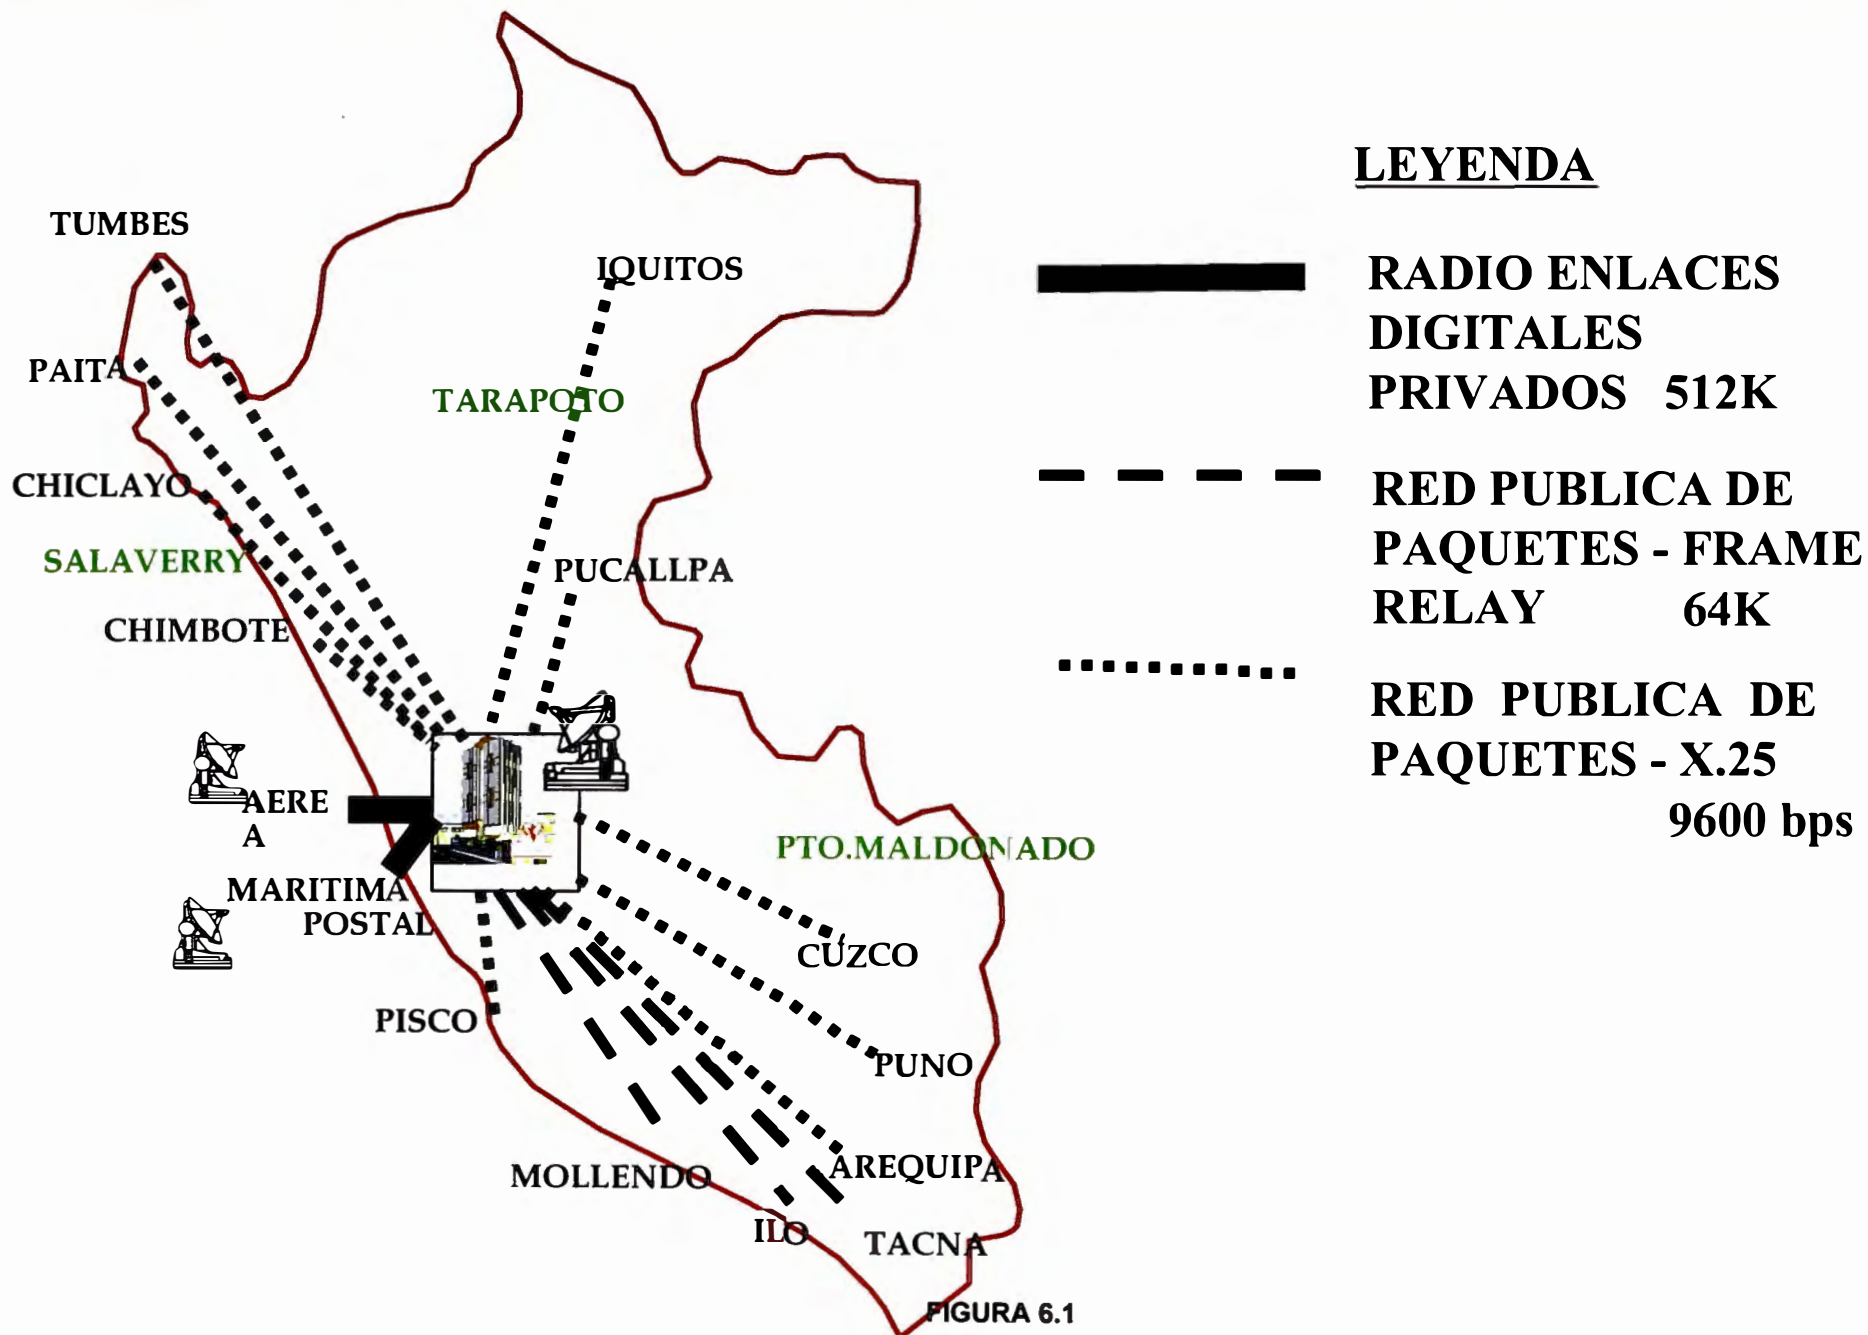 TUMBES
IQUITOS
PAITA
TARAPOTO
CHICLAYO
SALAVERRY
PUCALLPA
CHIMBOTE
AERE
A
MARITIMA
POSTAL
PTO.MALDONADO
CUZCO
PISCO
PUNO
MOLLENDO
AREQUIPA
ILO
TACNA
LEYENDA
RADIO ENLACES
DIGITALES
PRIVADOS 512K
RED PUBLICA DE
PAQUETES - FRAME
RELAY 64K
RED PUBLICA DE
PAQUETES - X.25
9600 bps
FIGURA 6.1